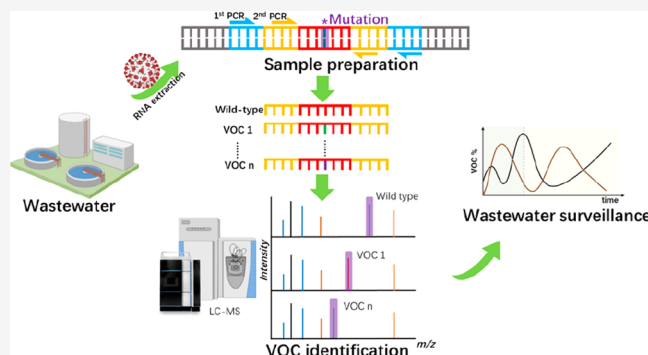 1st PCR 2nd PCR *Mutation
Sample preparation
RNA extraction
Wastewater
Wild-type
VOC 1
VOC n
Intensity
Wild type
VOC 1
VOC n
m/z
LC-MS
VOC identification
VOC %
time
Wastewater surveillance